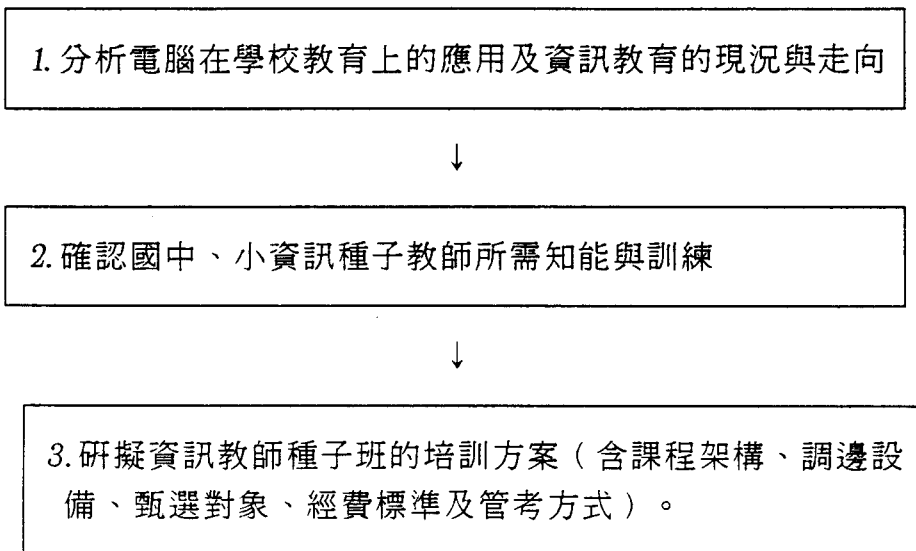 1.分析電腦在學校教育上的應用及資訊教育的現況與走向
↓
2.確認國中、小資訊種子教師所需知能與訓練
↓
3.研擬資訊教師種子班的培訓方案（含課程架構、調邊設
備、甄選對象、經費標準及管考方式）。